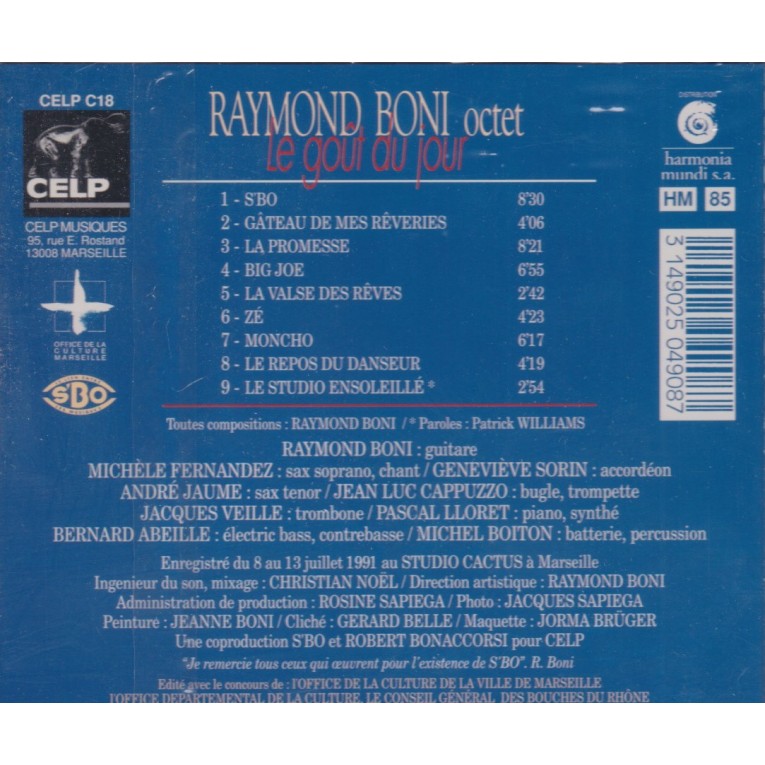 CELP C18
CELP
CELP MUSIQUES
95, rue E. Rostand
13008 MARSEILLE
OFFICE DE LA
CULTURE
MARSEILLE
S'BO
RAYMOND BONI octet
Le goût du jour
1 - S'BO 8'30
2 - GÂTEAU DE MES RÊVERIES 4'06
3 - LA PROMESSE 8'21
4 - BIG JOE 6'55
5 - LA VALSE DES RÊVES 2'42
6 - ZÉ 4'23
7 - MONCHO 6'17
8 - LE REPOS DU DANSEUR 4'19
9 - LE STUDIO ENSOLEILLÉ * 2'54
DISTRIBUTION
harmonia
mundi s.a.
HM 85
3 149025 049087
Toutes compositions : RAYMOND BONI / * Paroles : Patrick WILLIAMS
RAYMOND BONI : guitare
MICHÈLE FERNANDEZ : sax soprano, chant / GENEVIÈVE SORIN : accordéon
ANDRÉ JAUME : sax tenor / JEAN LUC CAPPUZZO : bugle, trompette
JACQUES VEILLE : trombone / PASCAL LLORET : piano, synthé
BERNARD ABEILLE : électric bass, contrebasse / MICHEL BOITON : batterie, percussion
Enregistré du 8 au 13 juillet 1991 au STUDIO CACTUS à Marseille
Ingenieur du son, mixage : CHRISTIAN NOËL / Direction artistique : RAYMOND BONI
Administration de production : ROSINE SAPIEGA / Photo : JACQUES SAPIEGA
Peinture : JEANNE BONI / Cliché : GERARD BELLE / Maquette : JORMA BRÜGER
Une coproduction S'BO et ROBERT BONACCORSI pour CELP
"Je remercie tous ceux qui œuvrent pour l'existence de S'BO". R. Boni
Edité avec le concours de : l'OFFICE DE LA CULTURE DE LA VILLE DE MARSEILLE
l'OFFICE DEPARTEMENTAL DE LA CULTURE, LE CONSEIL GÉNÉRAL DES BOUCHES DU RHÔNE